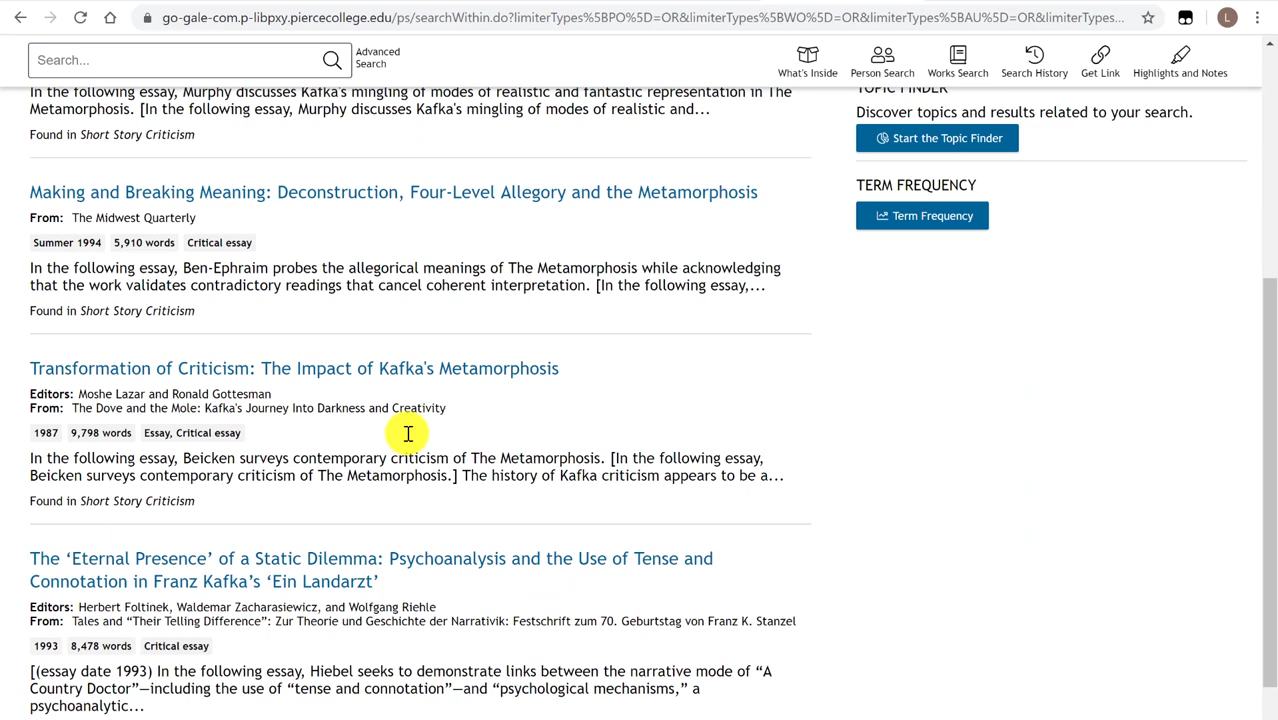 go-gale-com.p-libpxy.piercecollege.edu/ps/searchWithin.do?limiterTypes%5BPO%5D=OR&limiterTypes%5BWO%5D=OR&limiterTypes%5BAU%5D=OR&limiterTypes...
L
Search...
Advanced
Search
What's Inside
Person Search
Works Search
Search History
Get Link
Highlights and Notes
In the following essay, Murphy discusses Kafka's mingling of modes of realistic and fantastic representation in The
Metamorphosis. [In the following essay, Murphy discusses Kafka's mingling of modes of realistic and...
Found in Short Story Criticism
Making and Breaking Meaning: Deconstruction, Four-Level Allegory and the Metamorphosis
From: The Midwest Quarterly
Summer 1994 5,910 words Critical essay
In the following essay, Ben-Ephraim probes the allegorical meanings of The Metamorphosis while acknowledging
that the work validates contradictory readings that cancel coherent interpretation. [In the following essay,...
Found in Short Story Criticism
Transformation of Criticism: The Impact of Kafka's Metamorphosis
Editors: Moshe Lazar and Ronald Gottesman
From: The Dove and the Mole: Kafka's Journey Into Darkness and Creativity
1987 9,798 words Essay, Critical essay
In the following essay, Beicken surveys contemporary criticism of The Metamorphosis. [In the following essay,
Beicken surveys contemporary criticism of The Metamorphosis.] The history of Kafka criticism appears to be a...
Found in Short Story Criticism
The ‘Eternal Presence’ of a Static Dilemma: Psychoanalysis and the Use of Tense and
Connotation in Franz Kafka’s ‘Ein Landarzt’
Editors: Herbert Foltinek, Waldemar Zacharasiewicz, and Wolfgang Riehle
From: Tales and “Their Telling Difference”: Zur Theorie und Geschichte der Narrativik: Festschrift zum 70. Geburtstag von Franz K. Stanzel
1993 8,478 words Critical essay
[(essay date 1993) In the following essay, Hiebel seeks to demonstrate links between the narrative mode of “A
Country Doctor”—including the use of “tense and connotation”—and “psychological mechanisms,” a
psychoanalytic...
TOPIC FINDER
Discover topics and results related to your search.
Start the Topic Finder
TERM FREQUENCY
Term Frequency